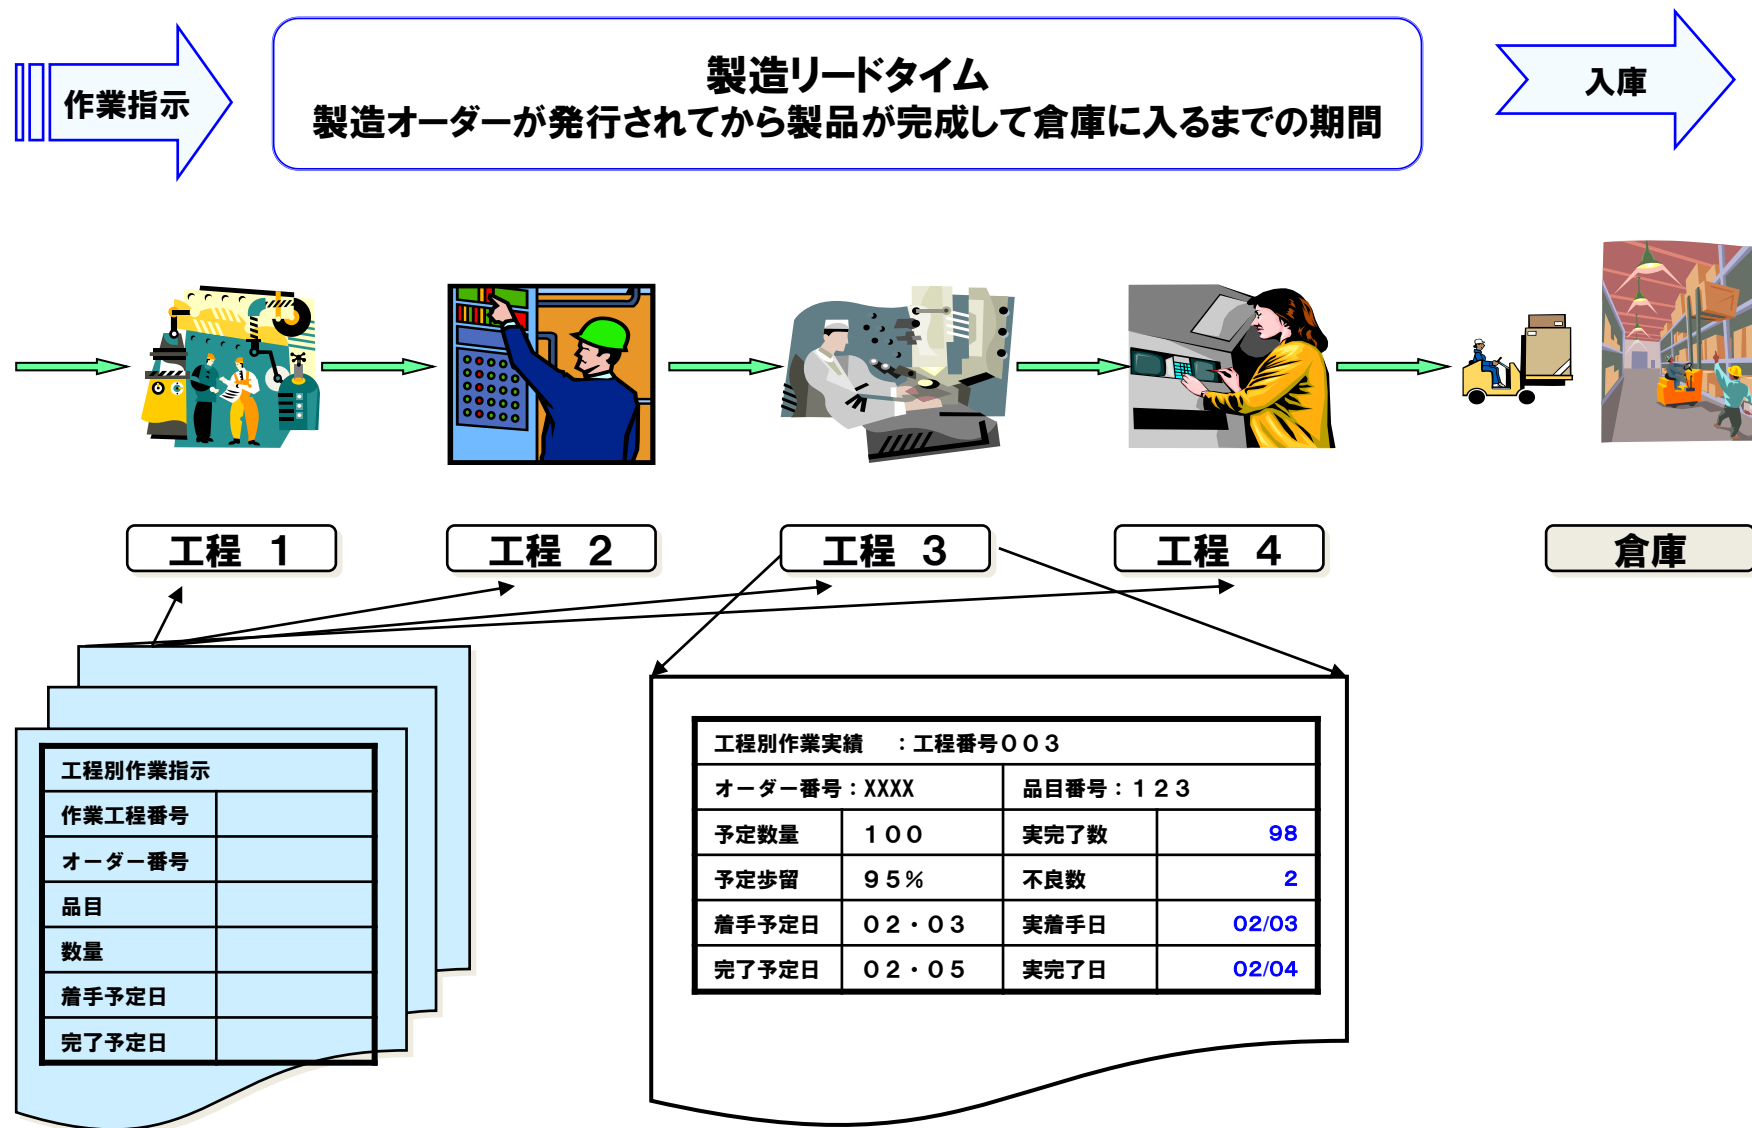 作業指示
製造リードタイム
製造オーダーが発行されてから製品が完成して倉庫に入るまでの期間
入庫
工程 1
工程 2
工程 3
工程 4
倉庫
工程別作業指示
作業工程番号
オーダー番号
品目
数量
着手予定日
完了予定日
工程別作業実績 :工程番号003
オーダー番号:XXXX 品目番号:123
予定数量 100 実完了数 98
予定歩留 95% 不良数 2
着手予定日 02・03 実着手日 02/03
完了予定日 02・05 実完了日 02/04